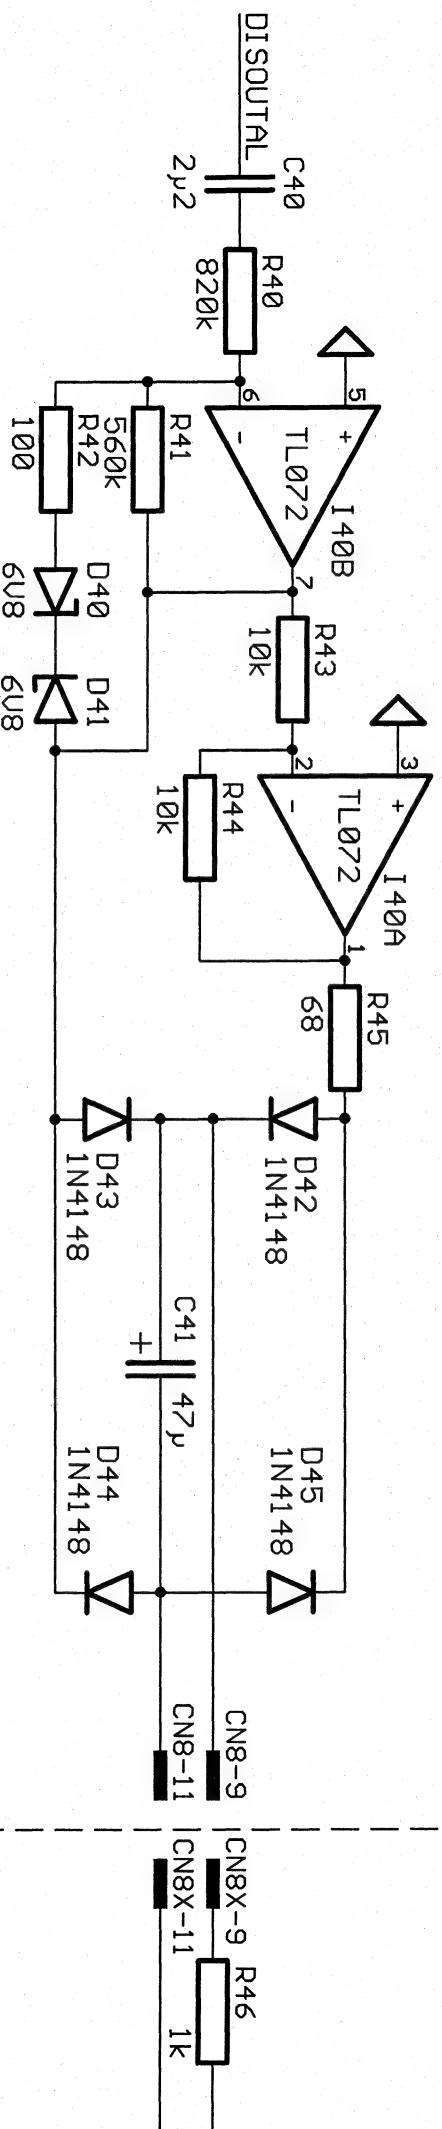 DISOUTAL
C40
2µ2
R40
820k
5
+
6
-
TL072
I40B
7
R41
560k
R42
100
D40
6V8
D41
6V8
R43
10k
3
+
2
-
TL072
I40A
1
R44
10k
R45
68
D42
1N4148
D43
1N4148
C41
+
47µ
D45
1N4148
D44
1N4148
CN8-9
CN8-11
CN8X-9
CN8X-11
R46
1k